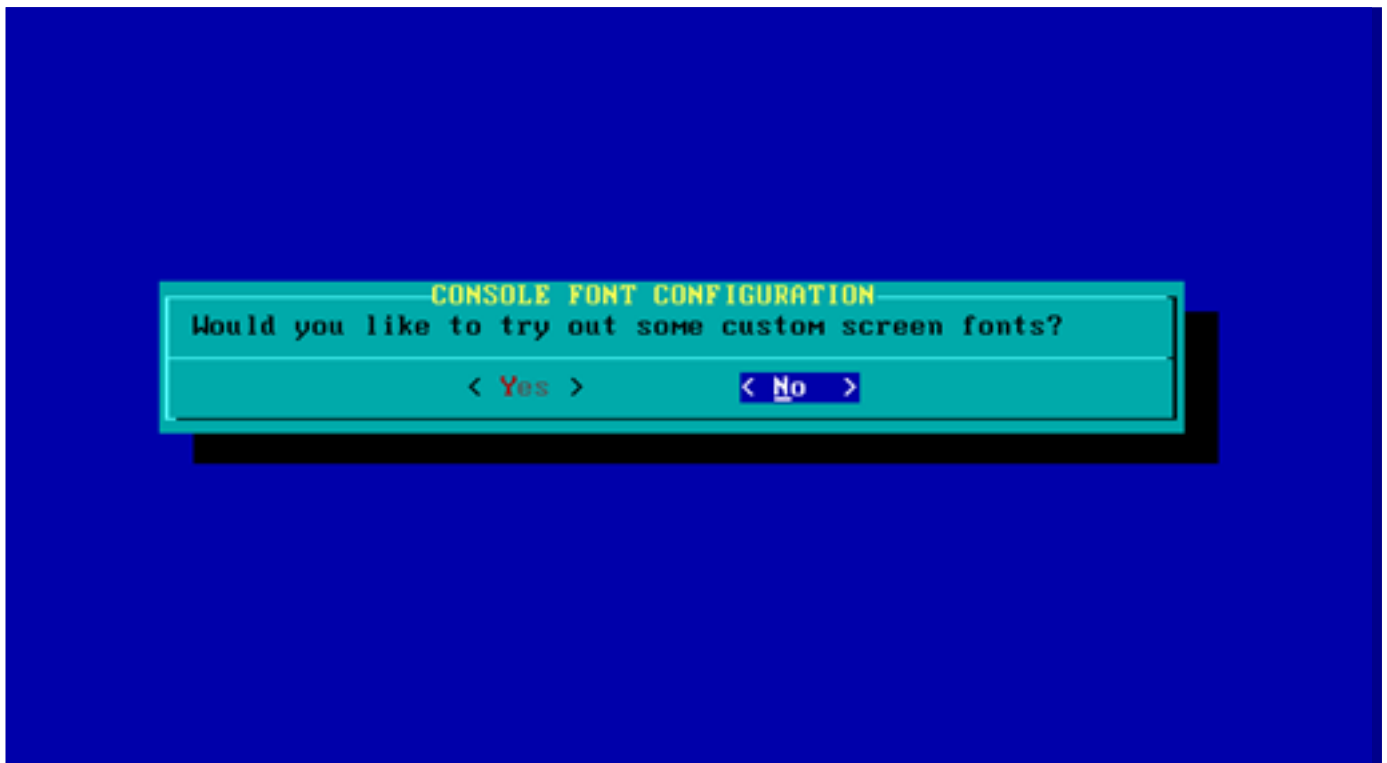 CONSOLE FONT CONFIGURATION
Would you like to try out some custom screen fonts?
< Yes > < No >